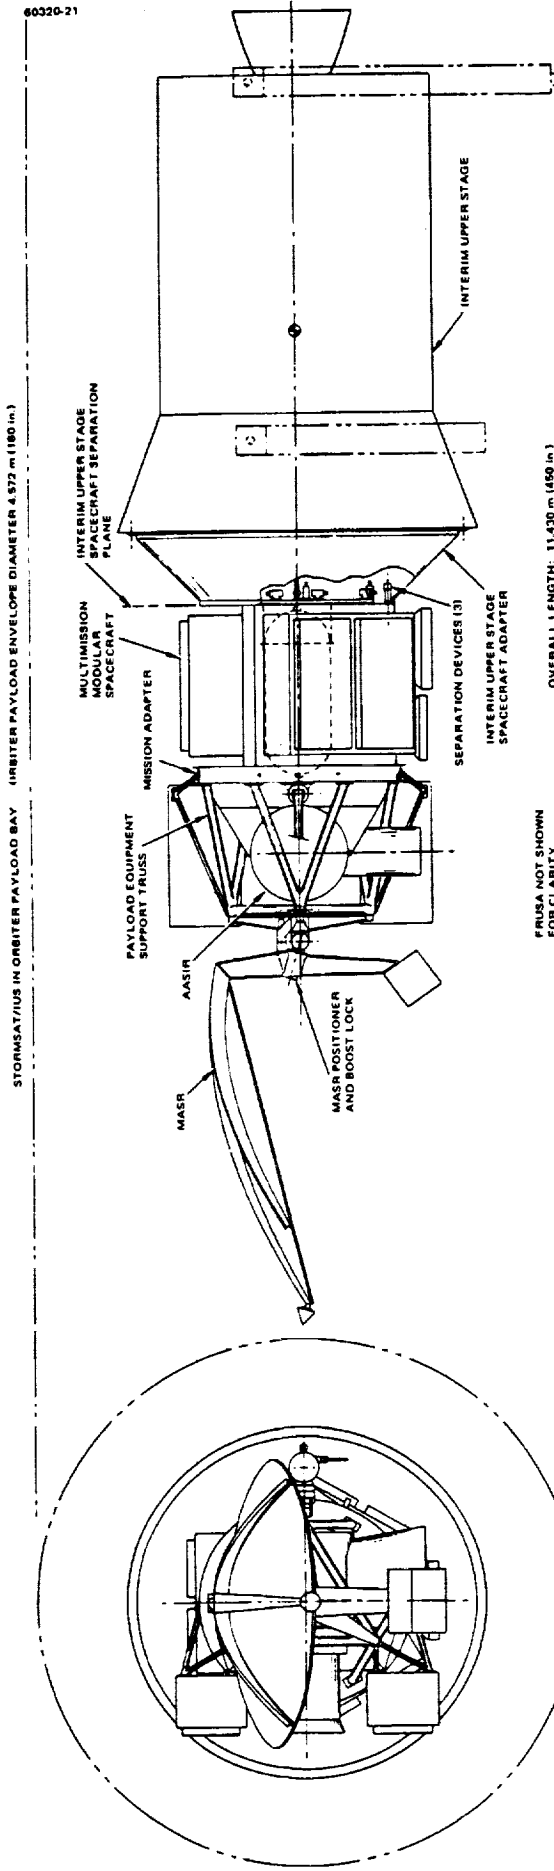 60320-21
STORMSAT/IUS IN ORBITER PAYLOAD BAY (ORBITER PAYLOAD ENVELOPE DIAMETER 4.572 m (180 in.)
MULTIMISSION
MODULAR
SPACECRAFT
INTERIM UPPER STAGE
SPACECRAFT SEPARATION
PLANE
MISSION ADAPTER
PAYLOAD EQUIPMENT
SUPPORT TRUSS
AASIR
MASR
MASR POSITIONER
AND BOOST LOCK
SEPARATION DEVICES (3)
INTERIM UPPER STAGE
SPACECRAFT ADAPTER
INTERIM UPPER STAGE
FRUSA NOT SHOWN
FOR CLARITY
OVERALL LENGTH: 11.430 m (450 in.)